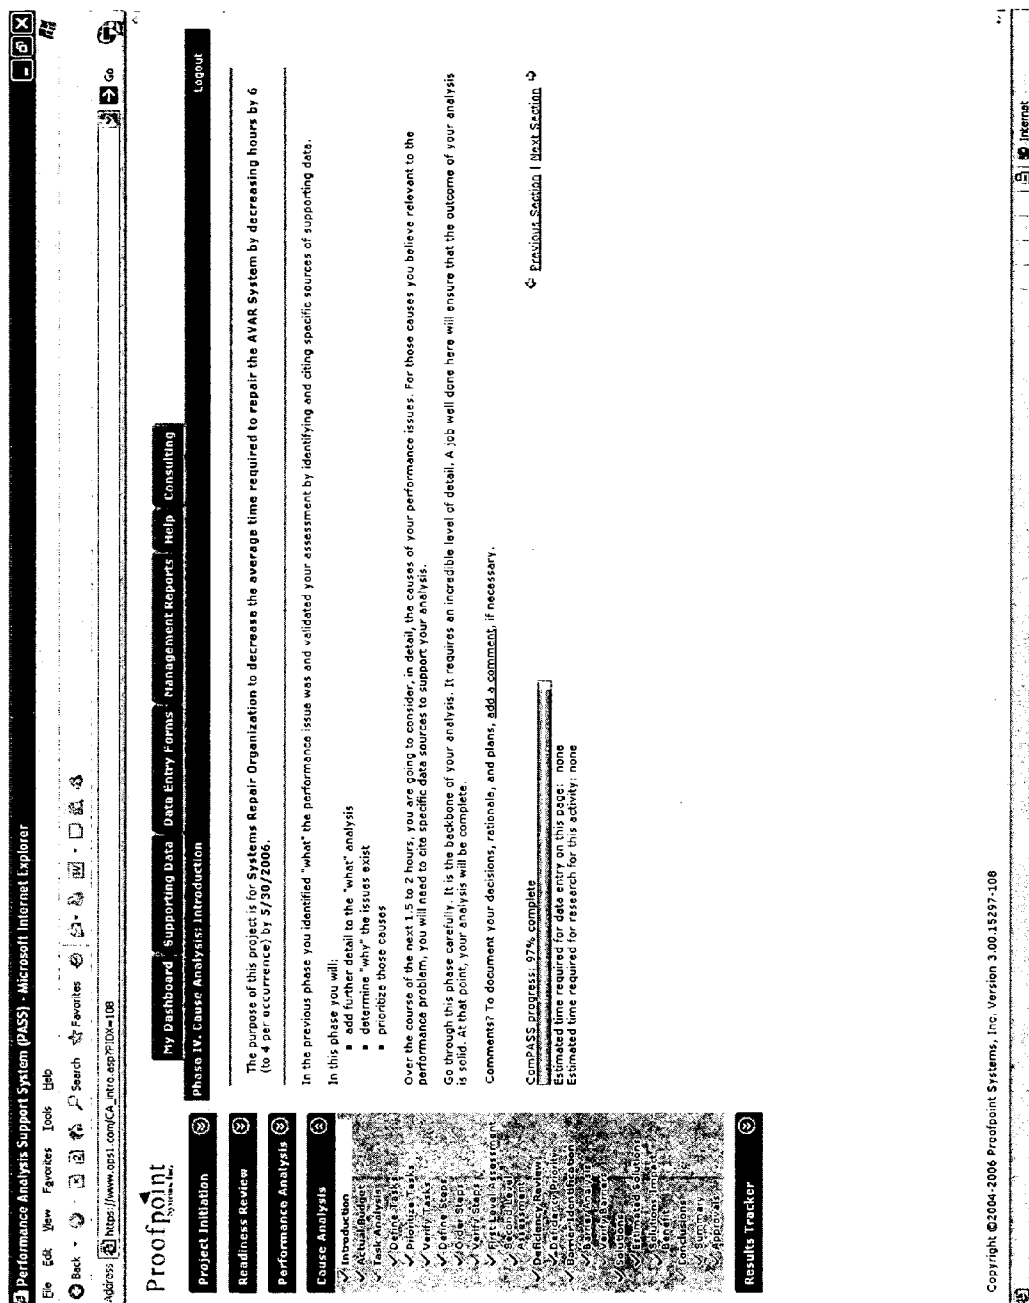 Performance Analysis Support System (PASS) - Microsoft Internet Explorer
File Edit View Favorites Tools Help
Back Search Favorites
Address https://www.opsi.com/CA_intro.asp?PIDX=108 Go
Proofpoint
Systems, Inc.
My Dashboard Supporting Data Data Entry Forms Management Reports Help Consulting
Phase IV. Cause Analysis: Introduction Logout
Project Initiation
Readiness Review
Performance Analysis
Cause Analysis
Introduction
Actual Budget
Task Analysis
Define Tasks
Prioritize Tasks
Verify Tasks
Define Steps
Order Steps
Verify Steps
First Level Assessment
Second Level
Assessment
Deficiency Review
Deficiency Priority
Barrier Identification
Solutions
Estimated Solutions
Solutions Impact
Benefit
Conclusions
Summary
Approvals
Results Tracker
The purpose of this project is for Systems Repair Organization to decrease the average time required to repair the AVAR System by decreasing hours by 6
(to 4 per occurrence) by 5/30/2006.
In the previous phase you identified "what" the performance issue was and validated your assessment by identifying and citing specific sources of supporting data.
In this phase you will:
▪ add further detail to the "what" analysis
▪ determine "why" the issues exist
▪ prioritize those causes
Over the course of the next 1.5 to 2 hours, you are going to consider, in detail, the causes of your performance issues. For those causes you believe relevant to the
performance problem, you will need to cite specific data sources to support your analysis.
Go through this phase carefully. It is the backbone of your analysis. It requires an incredible level of detail. A job well done here will ensure that the outcome of your analysis
is solid. At that point, your analysis will be complete.
Comments? To document your decisions, rationale, and plans, add a comment, if necessary.
ComPASS progress: 97% complete
Estimated time required for data entry on this page: none
Estimated time required for research for this activity: none
Previous Section | Next Section
Copyright ©2004-2006 Proofpoint Systems, Inc. Version 3.00.15297-108
Internet